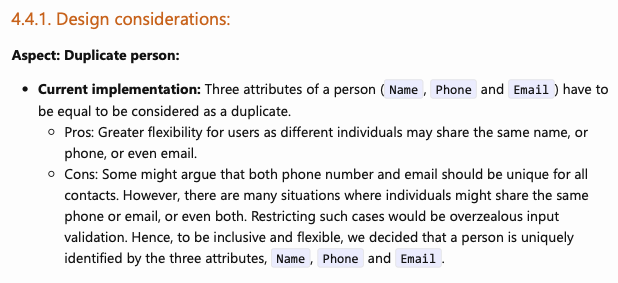 4.4.1. Design considerations:
Aspect: Duplicate person:
• Current implementation: Three attributes of a person ( Name , Phone and Email ) have to
be equal to be considered as a duplicate.
○ Pros: Greater flexibility for users as different individuals may share the same name, or
phone, or even email.
○ Cons: Some might argue that both phone number and email should be unique for all
contacts. However, there are many situations where individuals might share the same
phone or email, or even both. Restricting such cases would be overzealous input
validation. Hence, to be inclusive and flexible, we decided that a person is uniquely
identified by the three attributes, Name , Phone and Email .